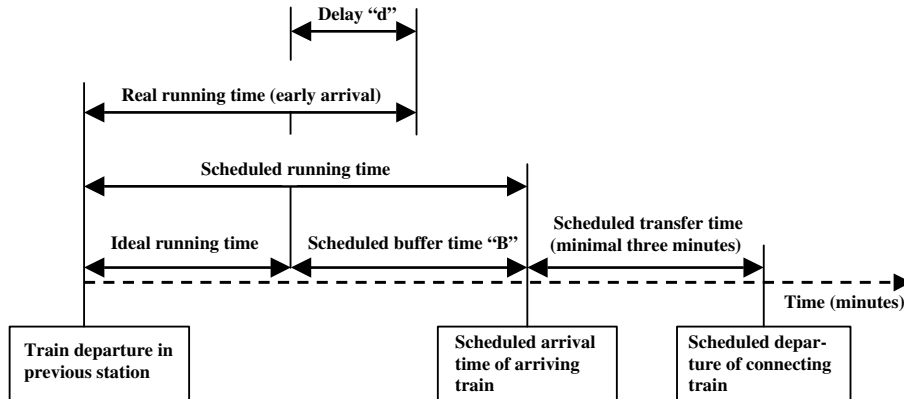 Delay “d”
Real running time (early arrival)
Scheduled running time
Ideal running time
Scheduled buffer time “B”
Scheduled transfer time
(minimal three minutes)
Time (minutes)
Train departure in
previous station
Scheduled arrival
time of arriving
train
Scheduled depar-
ture of connecting
train